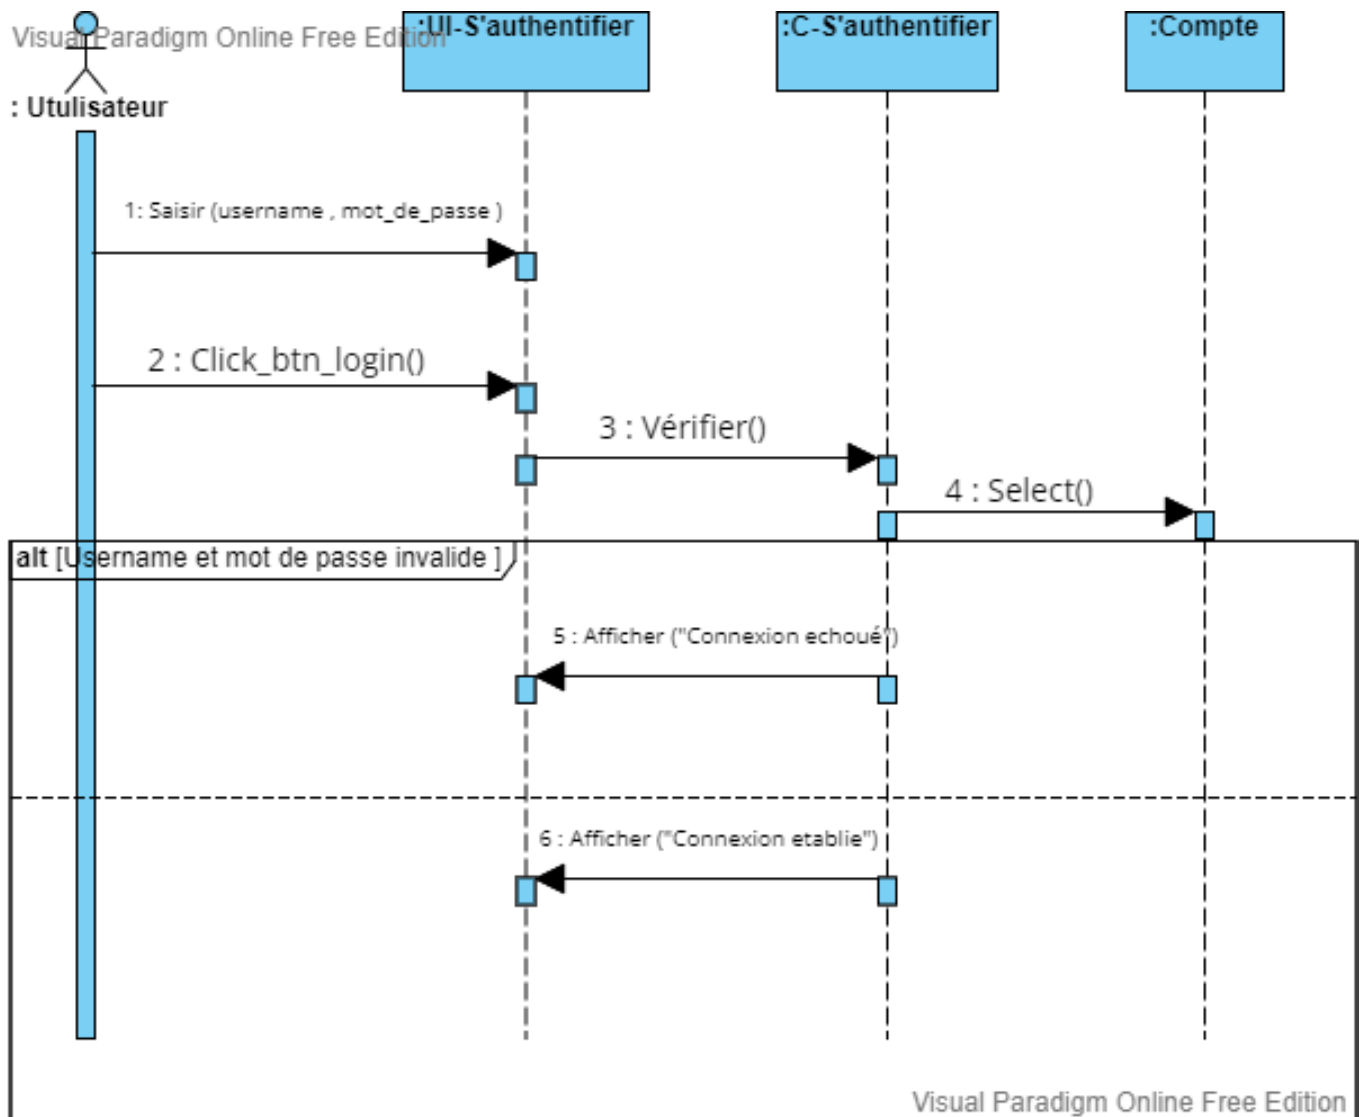 Visual Paradigm Online Free Edition
:UI-S'authentifier
:C-S'authentifier
:Compte
: Utulisateur
1: Saisir (username , mot_de_passe )
2 : Click_btn_login()
3 : Vérifier()
4 : Select()
alt [Username et mot de passe invalide ]
5 : Afficher ("Connexion echoué")
6 : Afficher ("Connexion etablie")
Visual Paradigm Online Free Edition